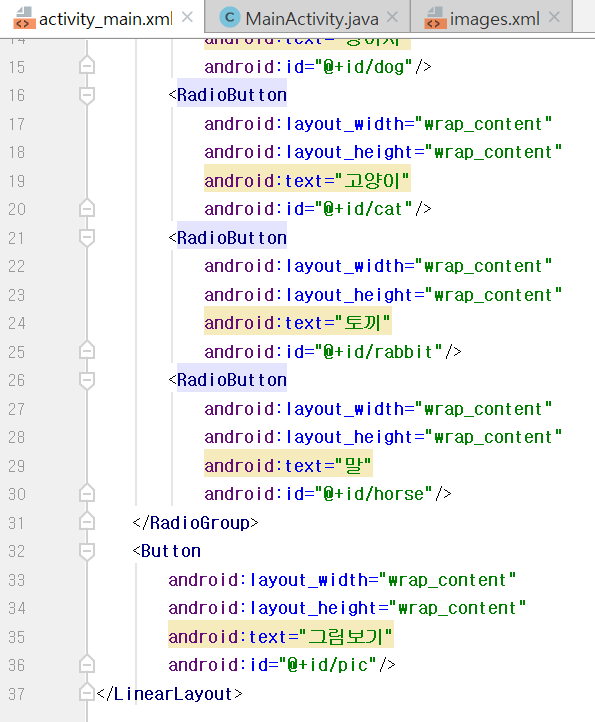 activity_main.xml MainActivity.java images.xml
15 android:id="@+id/dog"/>
16 <RadioButton
17 android:layout_width="wrap_content"
18 android:layout_height="wrap_content"
19 android:text="고양이"
20 android:id="@+id/cat"/>
21 <RadioButton
22 android:layout_width="wrap_content"
23 android:layout_height="wrap_content"
24 android:text="토끼"
25 android:id="@+id/rabbit"/>
26 <RadioButton
27 android:layout_width="wrap_content"
28 android:layout_height="wrap_content"
29 android:text="말"
30 android:id="@+id/horse"/>
31 </RadioGroup>
32 <Button
33 android:layout_width="wrap_content"
34 android:layout_height="wrap_content"
35 android:text="그림보기"
36 android:id="@+id/pic"/>
37 </LinearLayout>